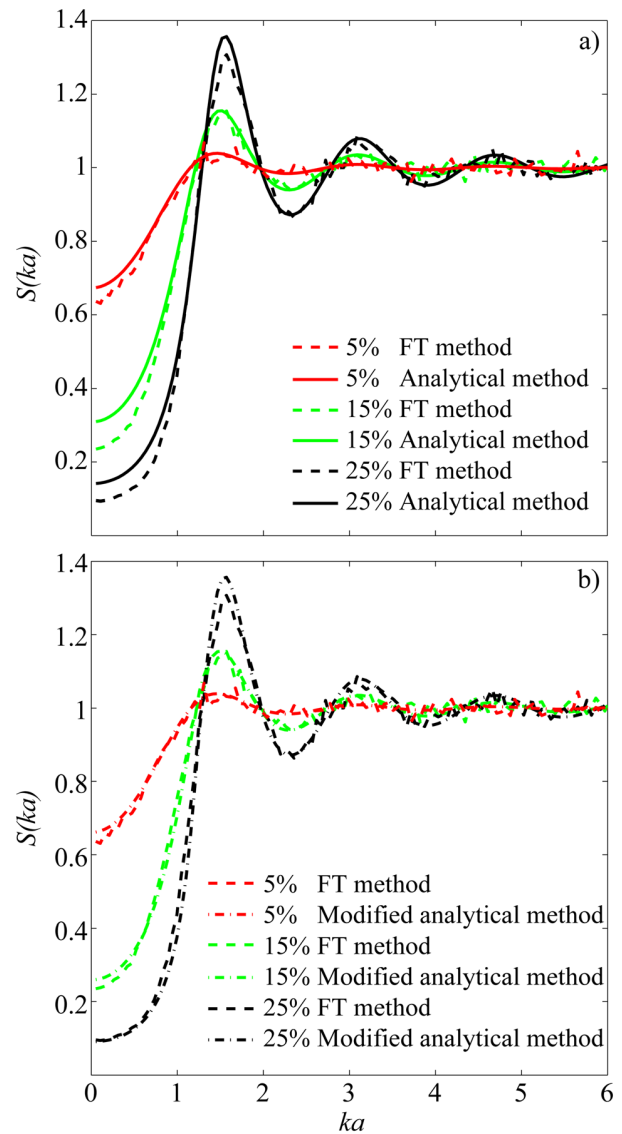 1.4
a)
1.2
1
0.8
S(ka)
0.6
5% FT method
5% Analytical method
0.4
15% FT method
15% Analytical method
0.2
25% FT method
25% Analytical method
1.4
b)
1.2
1
0.8
S(ka)
0.6
5% FT method
5% Modified analytical method
0.4
15% FT method
15% Modified analytical method
0.2
25% FT method
25% Modified analytical method
0 1 2 3 4 5 6
ka